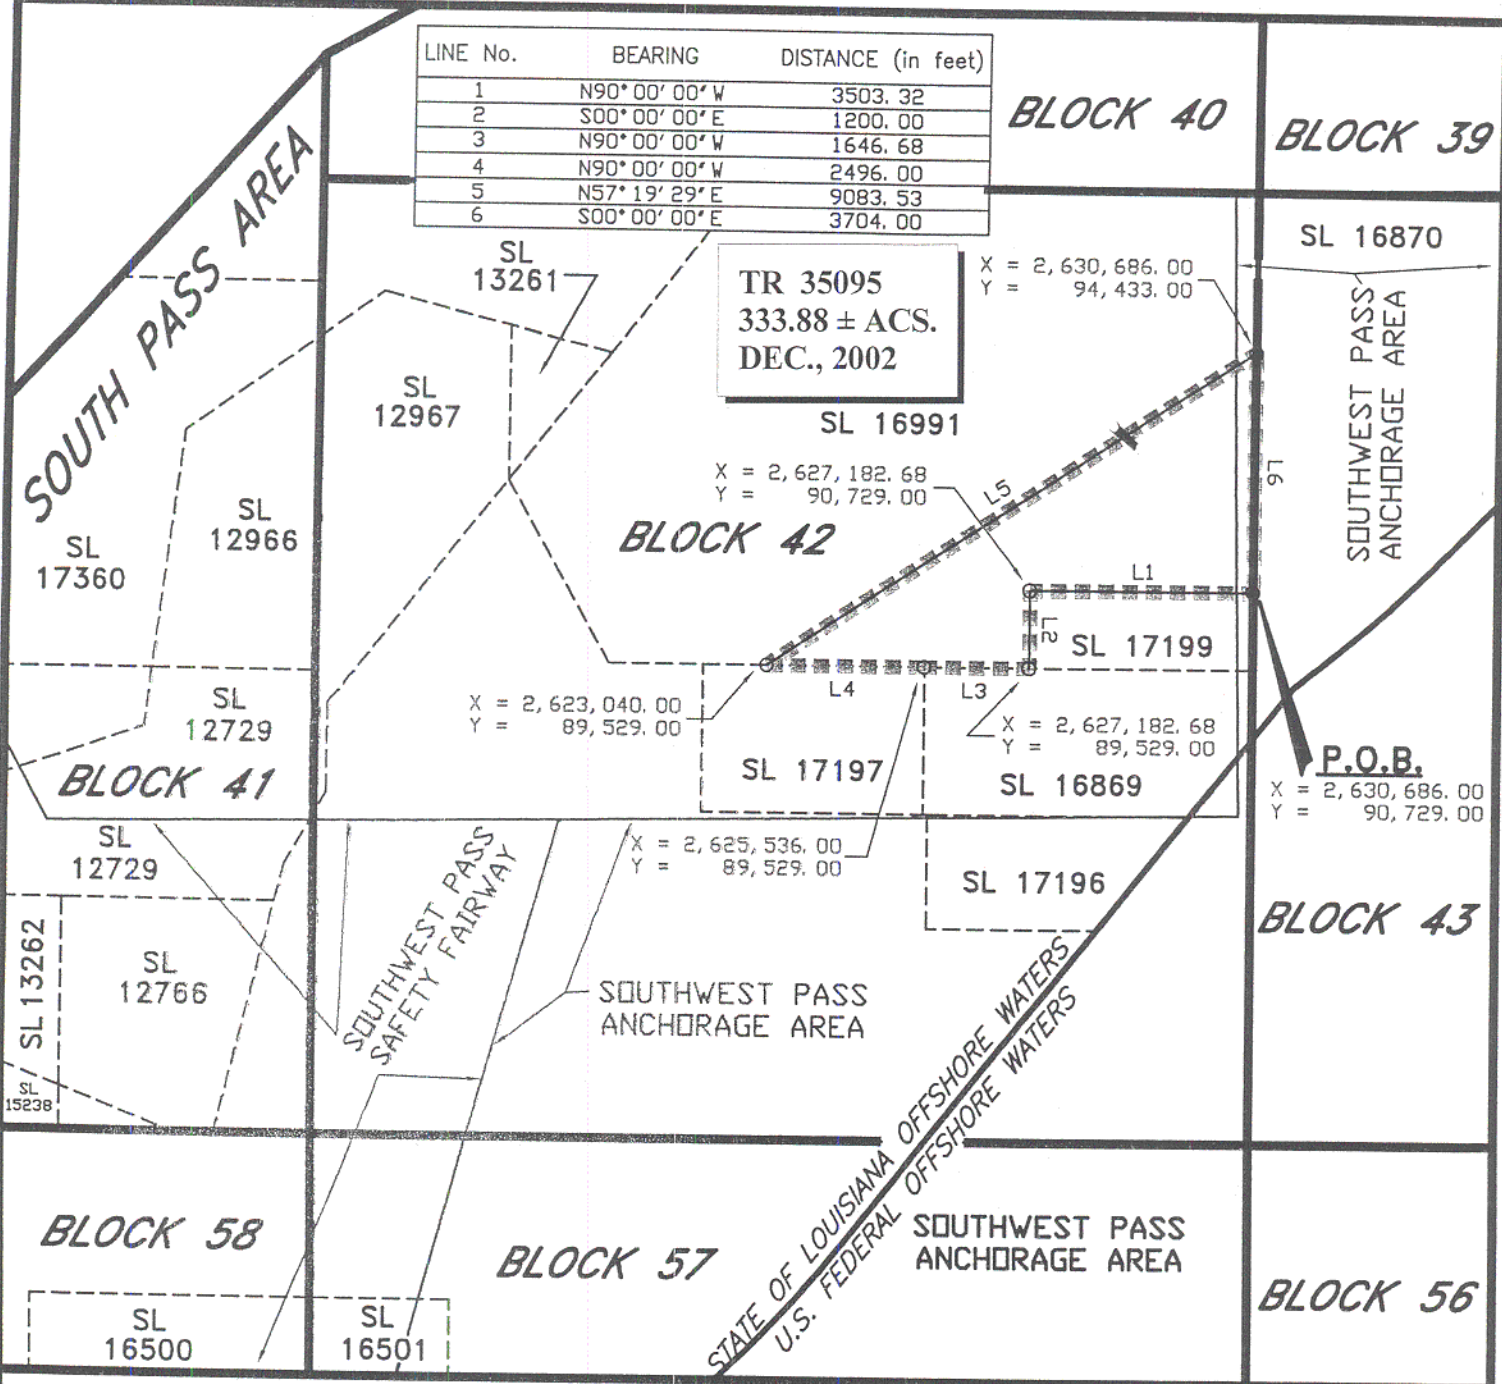 LINE No. BEARING DISTANCE (in feet)
1 N90° 00' 00" W 3503. 32
2 S00° 00' 00" E 1200. 00
3 N90° 00' 00" W 1646. 68
4 N90° 00' 00" W 2496. 00
5 N57° 19' 29" E 9083. 53
6 S00° 00' 00" E 3704. 00
BLOCK 40
BLOCK 39
SOUTH PASS AREA
SL 16870
SOUTHWEST PASS
ANCHORAGE AREA
SL
13261
TR 35095
333.88 ± ACS.
DEC., 2002
X = 2, 630, 686. 00
Y = 94, 433. 00
SL
12967
SL 16991
X = 2, 627, 182. 68
Y = 90, 729. 00
L5
L6
SL
12966
SL
17360
BLOCK 42
L1
L2
SL 17199
L4
L3
SL
12729
X = 2, 623, 040. 00
Y = 89, 529. 00
X = 2, 627, 182. 68
Y = 89, 529. 00
BLOCK 41
SL 17197
SL 16869
P.O.B.
X = 2, 630, 686. 00
Y = 90, 729. 00
SL
12729
X = 2, 625, 536. 00
Y = 89, 529. 00
SL 17196
BLOCK 43
SL 13262
SL
12766
SOUTHWEST PASS
SAFETY FAIRWAY
SOUTHWEST PASS
ANCHORAGE AREA
SL
15238
STATE OF LOUISIANA OFFSHORE WATERS
U.S. FEDERAL OFFSHORE WATERS
BLOCK 58
BLOCK 57
SOUTHWEST PASS
ANCHORAGE AREA
BLOCK 56
SL
16500
SL
16501